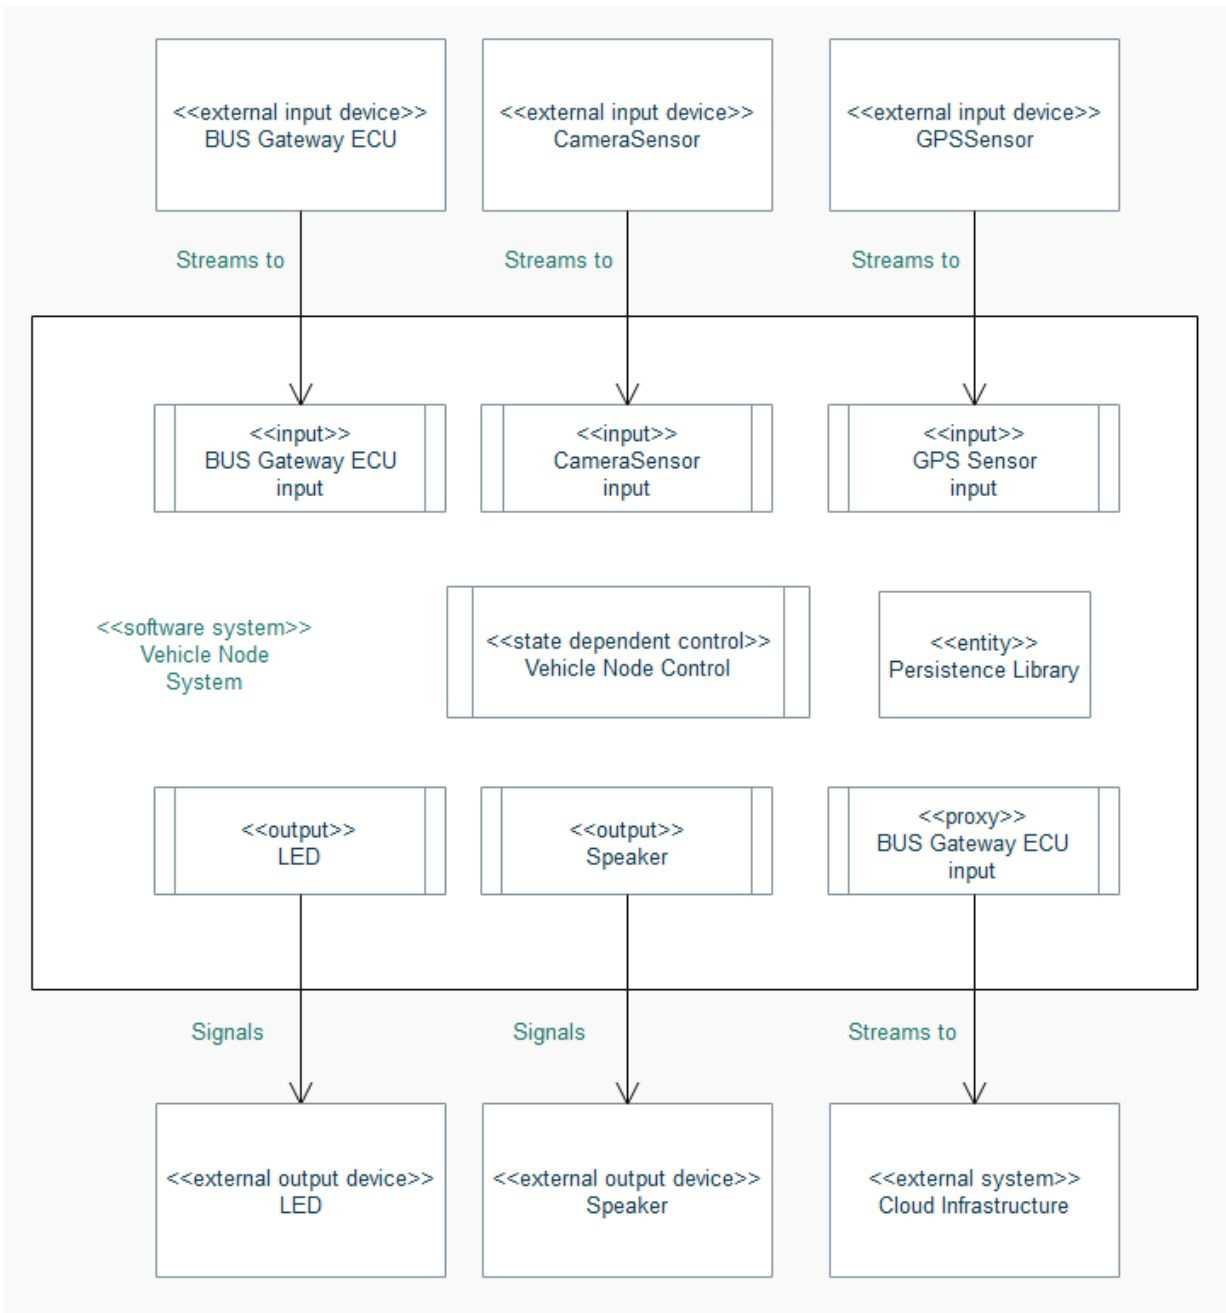 <<external input device>>
BUS Gateway ECU
<<external input device>>
CameraSensor
<<external input device>>
GPSSensor
Streams to
Streams to
Streams to
<<input>>
BUS Gateway ECU
input
<<input>>
CameraSensor
input
<<input>>
GPS Sensor
input
<<software system>>
Vehicle Node
System
<<state dependent control>>
Vehicle Node Control
<<entity>>
Persistence Library
<<output>>
LED
<<output>>
Speaker
<<proxy>>
BUS Gateway ECU
input
Signals
Signals
Streams to
<<external output device>>
LED
<<external output device>>
Speaker
<<external system>>
Cloud Infrastructure